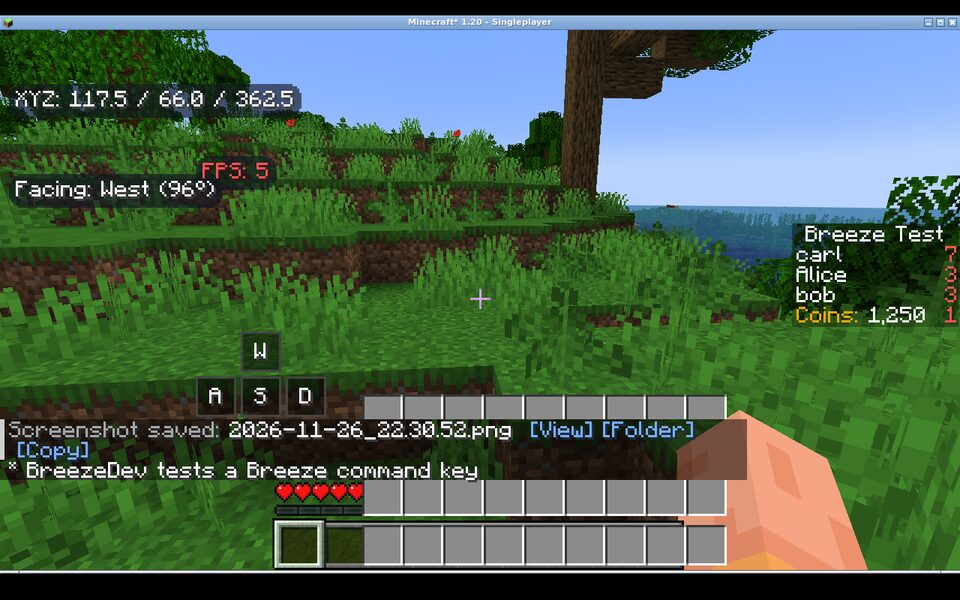 Minecraft* 1.20 - Singleplayer
XYZ: 117.5 / 66.0 / 362.5
FPS: 5
Facing: West (96°)
Breeze Test
carl 7
Alice 3
bob 3
Coins: 1,250 1
W
A S D
Screenshot saved: 2026-11-26_22.30.52.png [View] [Folder]
[Copy]
* BreezeDev tests a Breeze command key